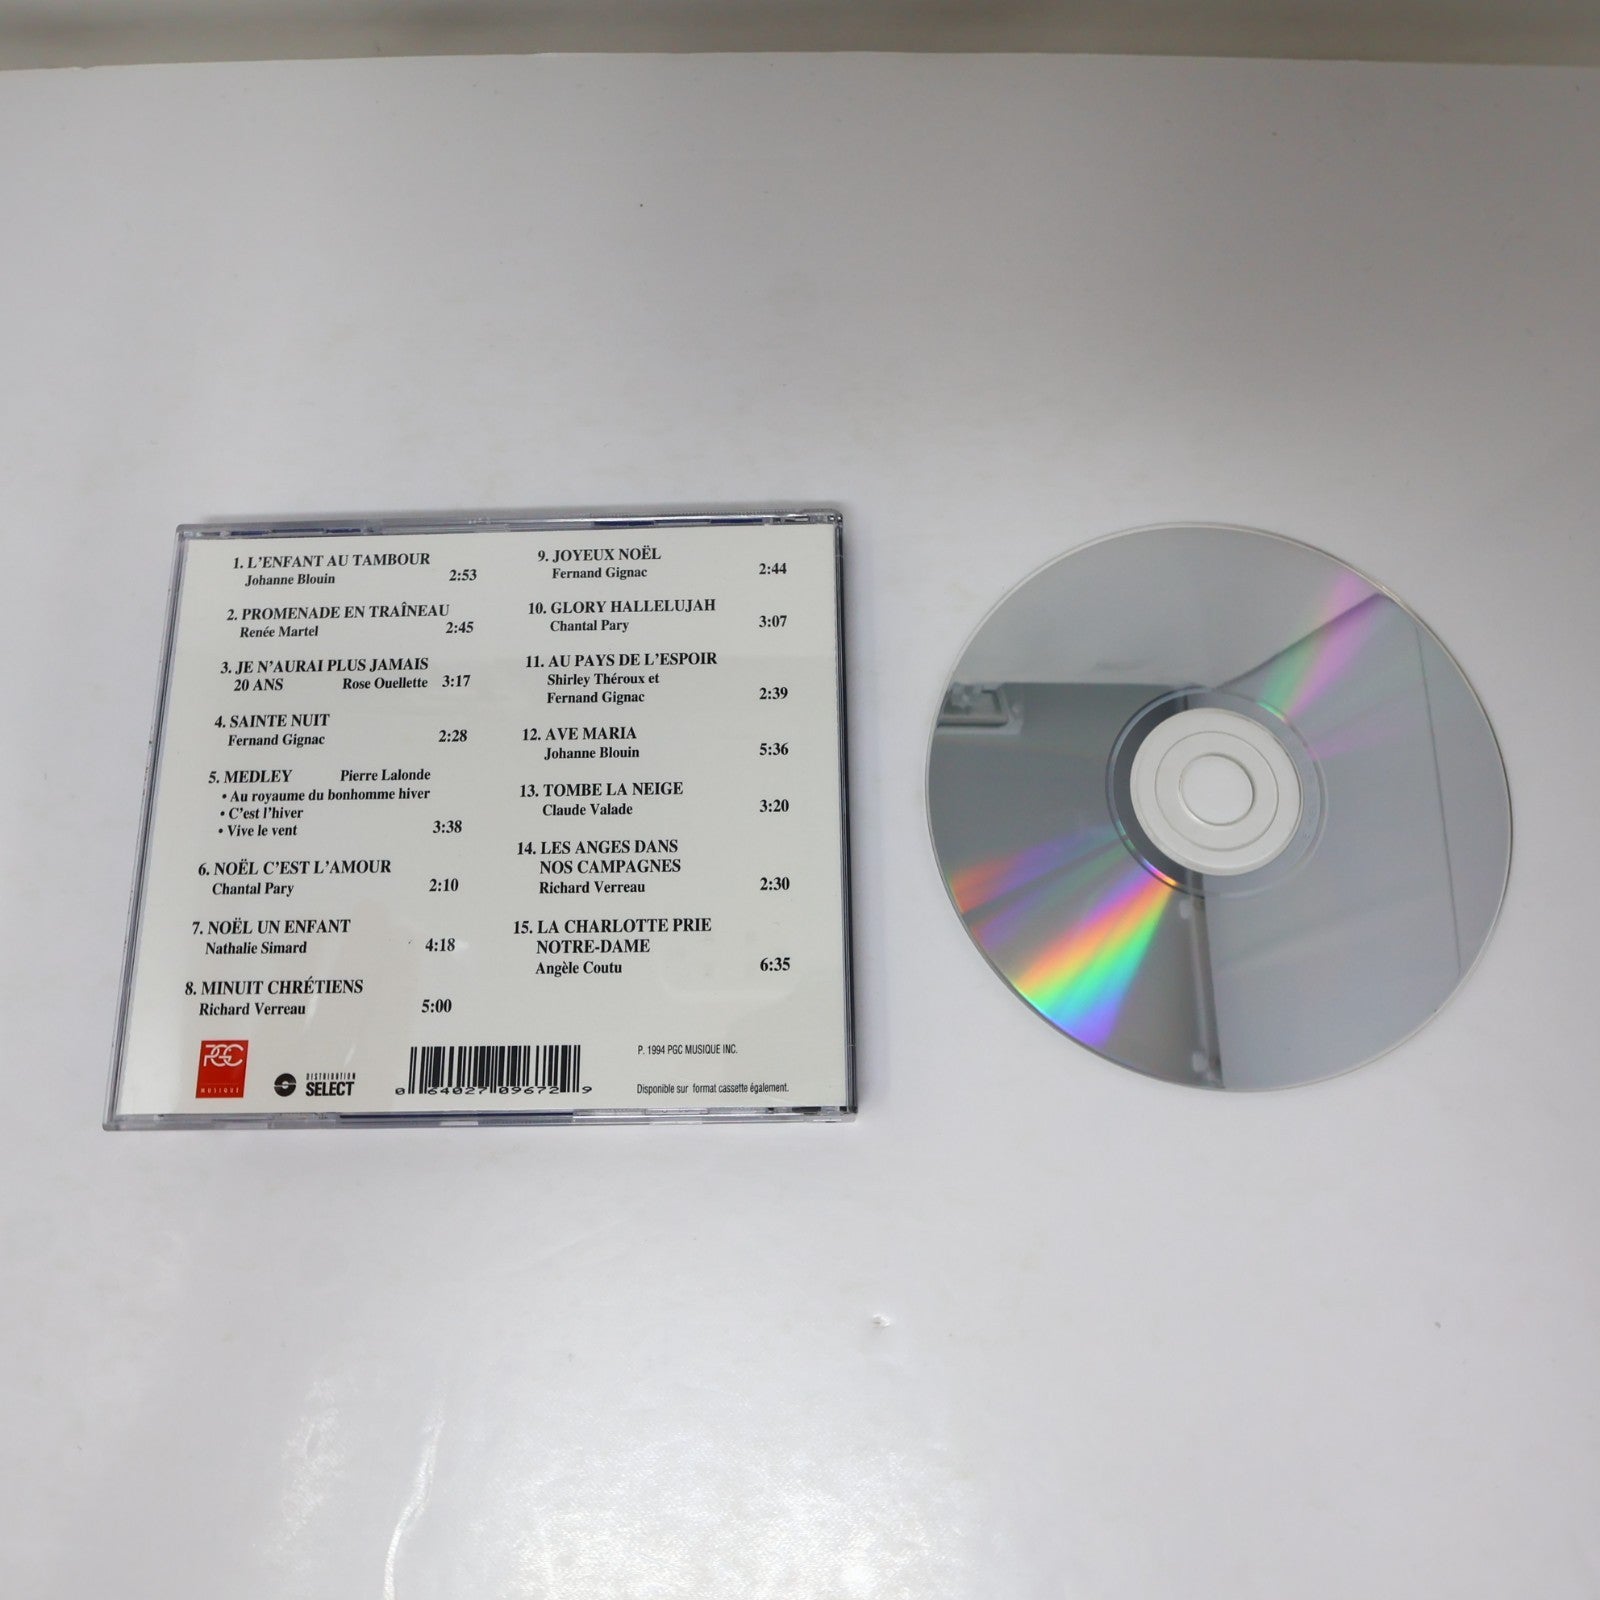 1. L'ENFANT AU TAMBOUR
Johanne Blouin 2:53
2. PROMENADE EN TRAÎNEAU
Renée Martel 2:45
3. JE N'AURAI PLUS JAMAIS
20 ANS Rose Ouellette 3:17
4. SAINTE NUIT
Fernand Gignac 2:28
5. MEDLEY Pierre Lalonde
• Au royaume du bonhomme hiver
• C'est l'hiver
• Vive le vent 3:38
6. NOËL C'EST L'AMOUR
Chantal Pary 2:10
7. NOËL UN ENFANT
Nathalie Simard 4:18
8. MINUIT CHRÉTIENS
Richard Verreau 5:00
9. JOYEUX NOËL
Fernand Gignac 2:44
10. GLORY HALLELUJAH
Chantal Pary 3:07
11. AU PAYS DE L'ESPOIR
Shirley Théroux et
Fernand Gignac 2:39
12. AVE MARIA
Johanne Blouin 5:36
13. TOMBE LA NEIGE
Claude Valade 3:20
14. LES ANGES DANS
NOS CAMPAGNES
Richard Verreau 2:30
15. LA CHARLOTTE PRIE
NOTRE-DAME
Angèle Coutu 6:35
PGC
MUSIQUE
DISTRIBUTION
SELECT
0 64027 09672 9
P. 1994 PGC MUSIQUE INC.
Disponible sur format cassette également.